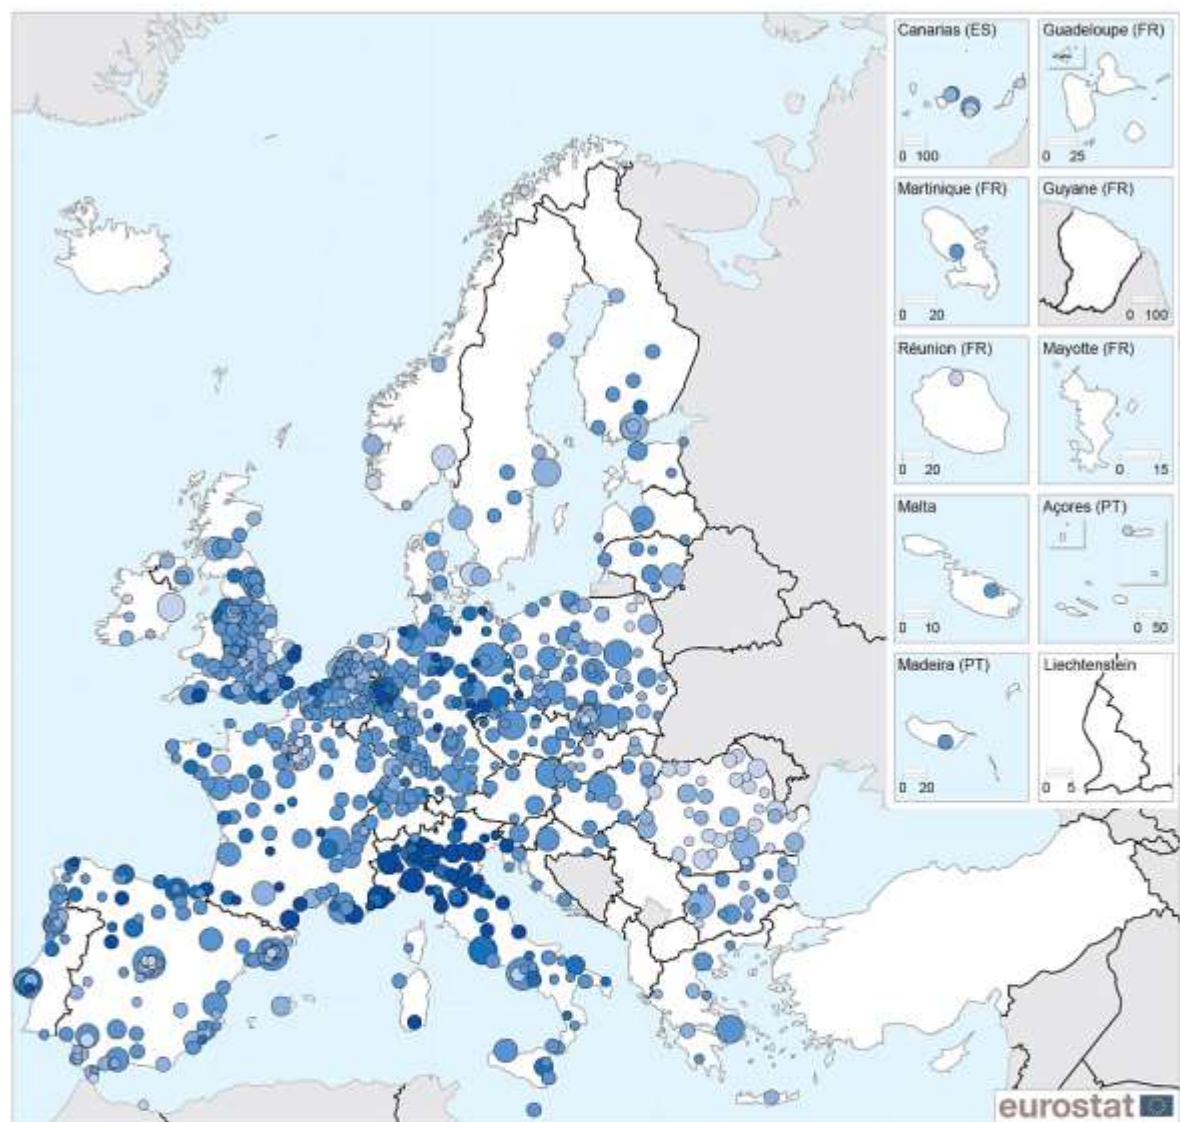 Canarias (ES)
0 100
Guadeloupe (FR)
0 25
Martinique (FR)
0 20
Guyane (FR)
0 100
Réunion (FR)
0 20
Mayotte (FR)
0 15
Malta
0 10
Açores (PT)
0 50
Madeira (PT)
0 20
Liechtenstein
0 5
eurostat